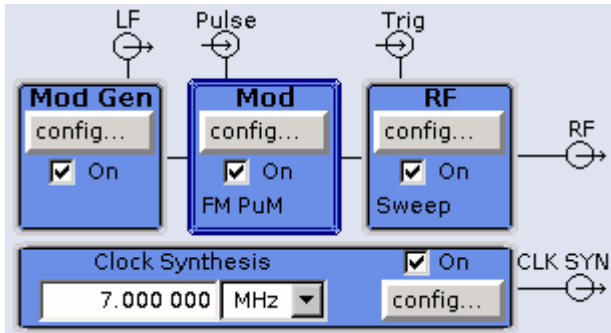 LF Pulse Trig
Mod Gen Mod RF
config... config... config... RF
On On On
FM PuM Sweep
Clock Synthesis On CLK SYN
7.000 000 MHz config...